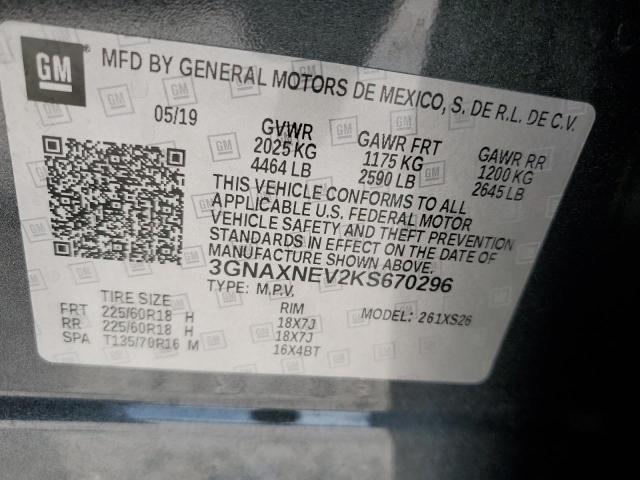 GM MFD BY GENERAL MOTORS DE MEXICO, S. DE R.L. DE C.V.
05/19
GVWR GAWR FRT GAWR RR
2025 KG 1175 KG 1200 KG
4464 LB 2590 LB 2645 LB
THIS VEHICLE CONFORMS TO ALL
APPLICABLE U.S. FEDERAL MOTOR
VEHICLE SAFETY AND THEFT PREVENTION
STANDARDS IN EFFECT ON THE DATE OF
MANUFACTURE SHOWN ABOVE.
3GNAXNEV2KS670296
TYPE: M.P.V. MODEL: 261XS26
TIRE SIZE RIM
FRT 225/60R18 H 18X7J
RR 225/60R18 H 18X7J
SPA T135/70R16 M 16X4BT